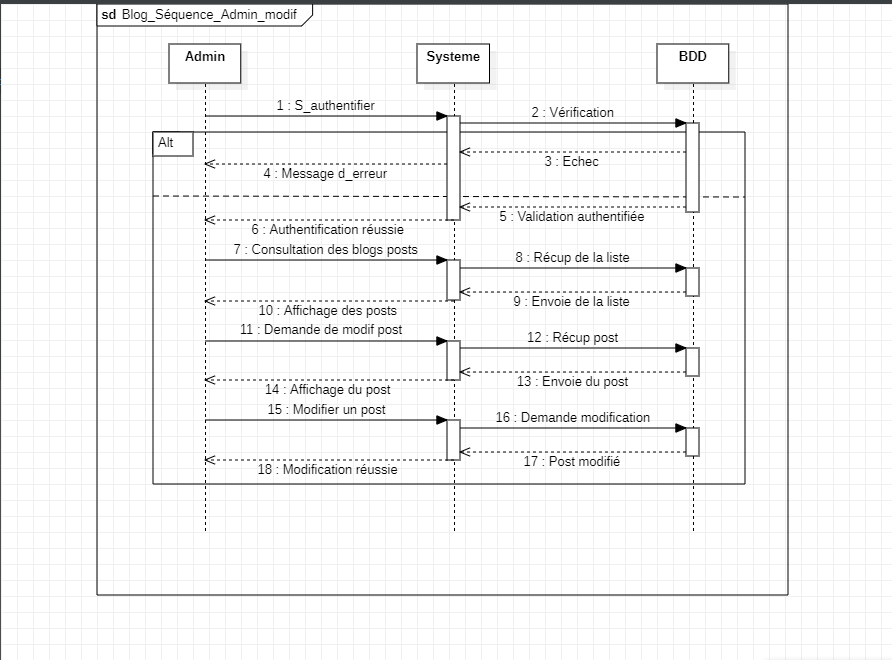 sd Blog_Séquence_Admin_modif
Admin
Systeme
BDD
1 : S_authentifier
2 : Vérification
Alt
3 : Echec
4 : Message d_erreur
5 : Validation authentifiée
6 : Authentification réussie
7 : Consultation des blogs posts
8 : Récup de la liste
9 : Envoie de la liste
10 : Affichage des posts
11 : Demande de modif post
12 : Récup post
13 : Envoie du post
14 : Affichage du post
15 : Modifier un post
16 : Demande modification
17 : Post modifié
18 : Modification réussie